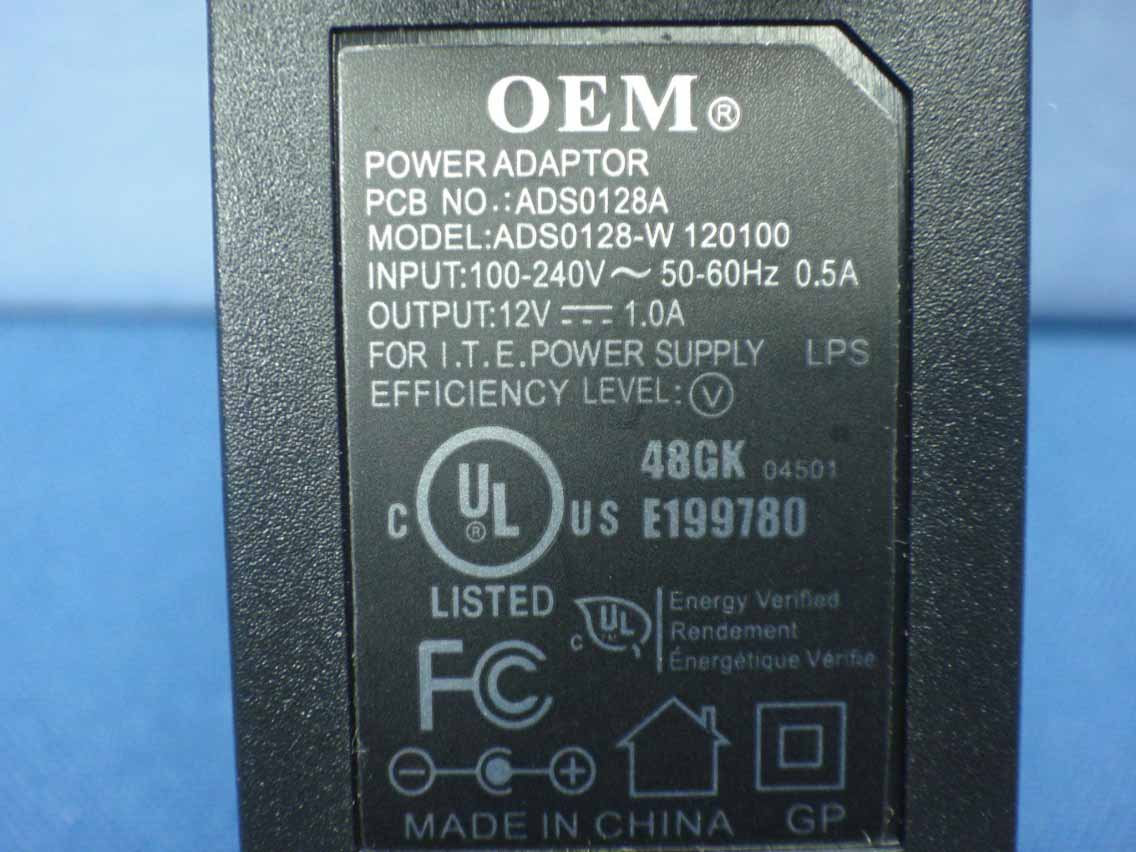 OEM®
POWER ADAPTOR
PCB NO.:ADS0128A
MODEL:ADS0128-W 120100
INPUT:100-240V ~ 50-60Hz 0.5A
OUTPUT:12V ⎓ 1.0A
FOR I.T.E.POWER SUPPLY LPS
EFFICIENCY LEVEL: V
48GK 04501
C UL® US E199780
LISTED
C UL™ Energy Verified
Rendement
Énergétique Vérifie
FC
MADE IN CHINA GP